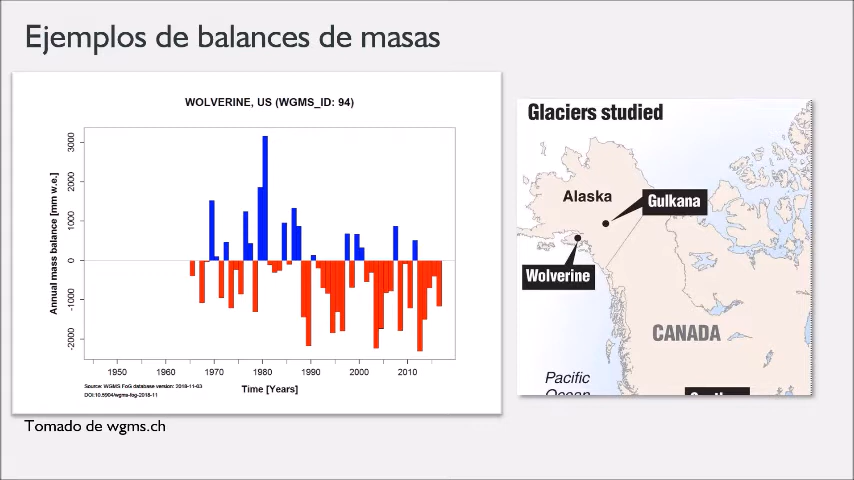 Ejemplos de balances de masas
WOLVERINE, US (WGMS_ID: 94)
Annual mass balance [mm w.e.]
3000
2000
1000
0
-1000
-2000
1950 1960 1970 1980 1990 2000 2010
Time [Years]
Source: WGMS FoG database version: 2018-11-03
DOI:10.5904/wgms-fog-2018-11
Tomado de wgms.ch
Glaciers studied
Alaska
Gulkana
Wolverine
CANADA
Pacific
Ocean